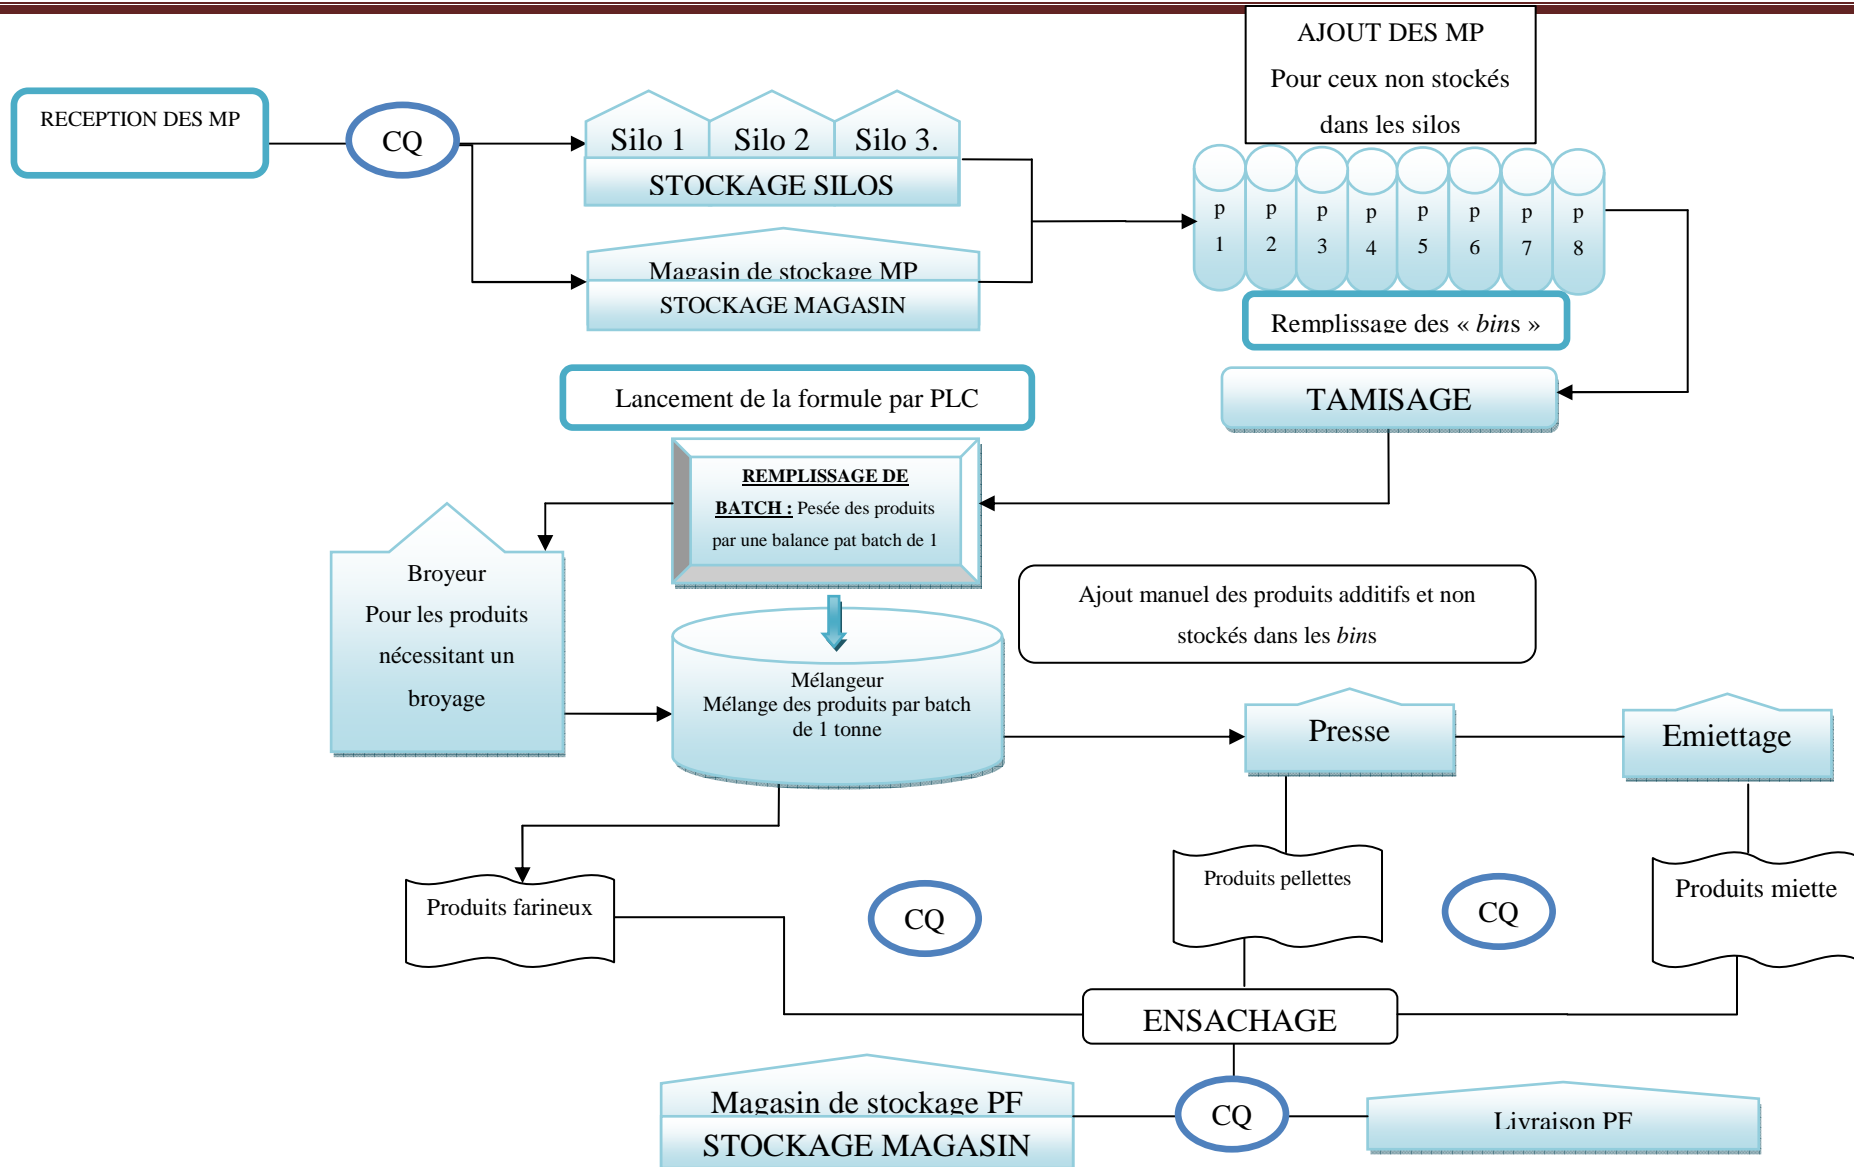 AJOUT DES MP
Pour ceux non stockés
dans les silos
RECEPTION DES MP
CQ
Silo 1
Silo 2
Silo 3.
STOCKAGE SILOS
Magasin de stockage MP
STOCKAGE MAGASIN
p
1
p
2
p
3
p
4
p
5
p
6
p
7
p
8
Remplissage des « bins »
Lancement de la formule par PLC
TAMISAGE
REMPLISSAGE DE
BATCH : Pesée des produits
par une balance pat batch de 1
Broyeur
Pour les produits
nécessitant un
broyage
Ajout manuel des produits additifs et non
stockés dans les bins
Mélangeur
Mélange des produits par batch
de 1 tonne
Presse
Emiettage
Produits farineux
CQ
Produits pellettes
CQ
Produits miette
ENSACHAGE
Magasin de stockage PF
STOCKAGE MAGASIN
CQ
Livraison PF